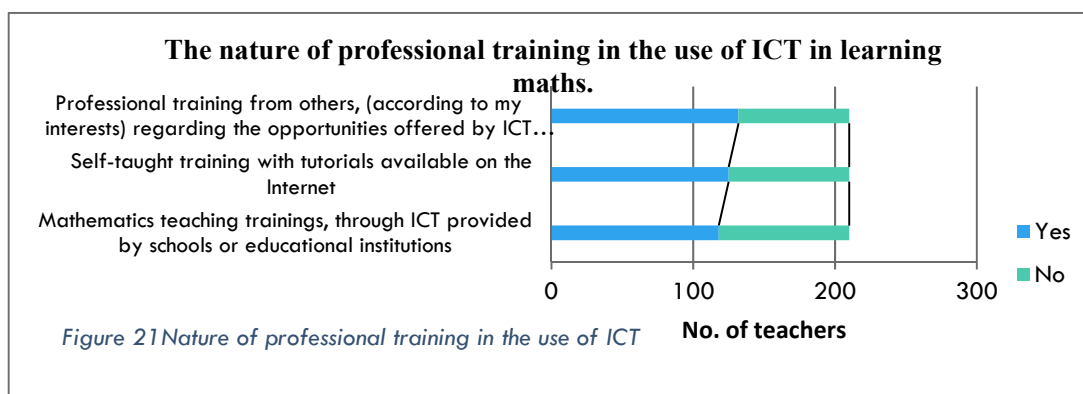 The nature of professional training in the use of ICT in learning
maths.
Professional training from others, (according to my
interests) regarding the opportunities offered by ICT…
Self-taught training with tutorials available on the
Internet
Mathematics teaching trainings, through ICT provided
by schools or educational institutions
Yes
No
0 100 200 300
No. of teachers
Figure 21Nature of professional training in the use of ICT